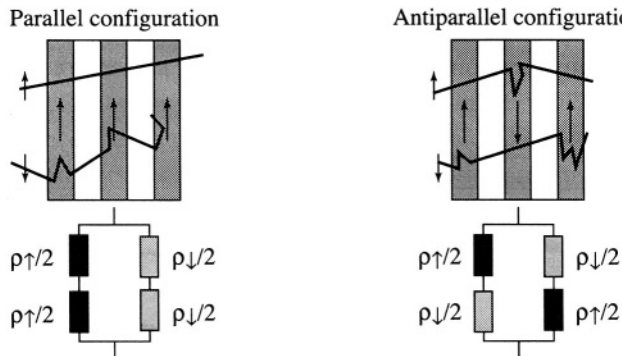 Parallel configuration
Antiparallel configuratio
ρ↑/2 ρ↓/2
ρ↑/2 ρ↓/2
ρ↑/2 ρ↓/2
ρ↓/2 ρ↑/2